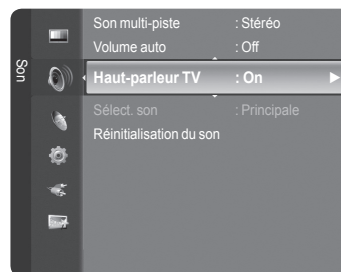 Son
Son multi-piste : Stéréo
Volume auto : Off
Haut-parleur TV : On
Sélect. son : Principale
Réinitialisation du son